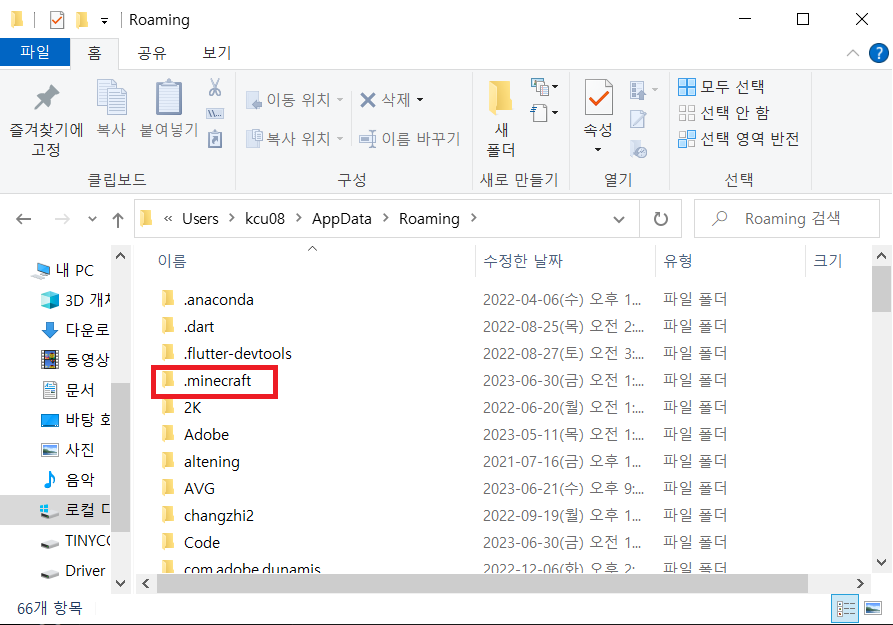 Roaming
파일 홈 공유 보기
즐겨찾기에 고정
복사
붙여넣기
클립보드
이동 위치
복사 위치
삭제
이름 바꾸기
구성
새 폴더
새로 만들기
속성
열기
모두 선택
선택 안 함
선택 영역 반전
선택
« Users > kcu08 > AppData > Roaming >
Roaming 검색
내 PC
3D 개체
다운로
동영상
문서
바탕 화
사진
음악
로컬 디
TINYCO
Driver
이름 수정한 날짜 유형 크기
.anaconda 2022-04-06(수) 오후 1... 파일 폴더
.dart 2022-08-25(목) 오전 2:... 파일 폴더
.flutter-devtools 2022-08-27(토) 오전 3:... 파일 폴더
.minecraft 2023-06-30(금) 오전 1:... 파일 폴더
2K 2022-06-20(월) 오전 1:... 파일 폴더
Adobe 2023-05-11(목) 오전 1:... 파일 폴더
altening 2021-07-16(금) 오후 1... 파일 폴더
AVG 2023-06-21(수) 오후 9:... 파일 폴더
changzhi2 2022-09-19(월) 오후 1... 파일 폴더
Code 2023-06-30(금) 오전 1... 파일 폴더
com.adobe.dunamis 2022-12-06(화) 오후 2:... 파일 폴더
66개 항목